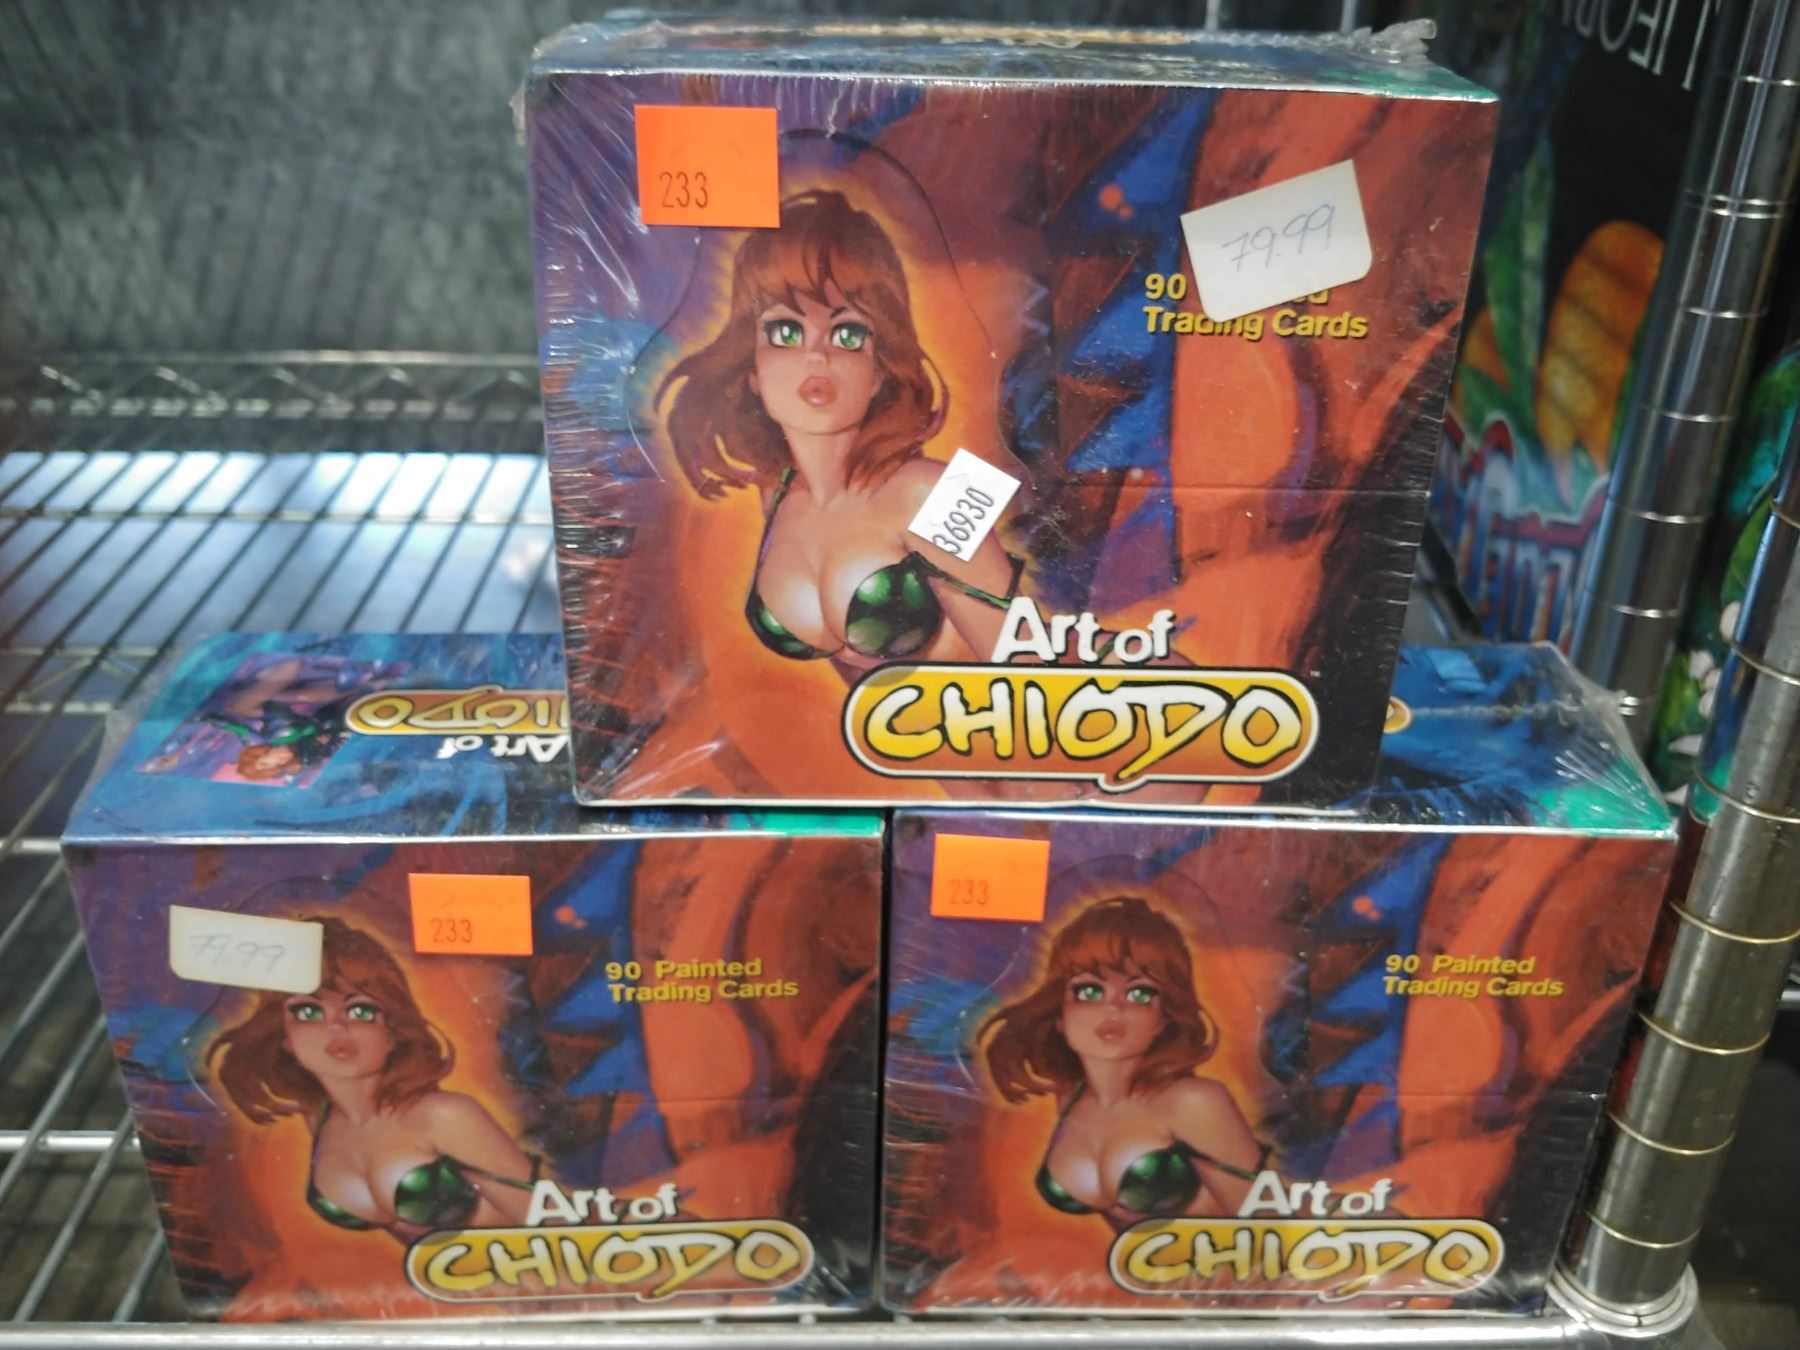 233
79.99
90
Trading Cards
36930
Art of
CHIODO
CHIODO
Art of
79.99
233
90 Painted
Trading Cards
Art of
CHIODO
233
90 Painted
Trading Cards
Art of
CHIODO